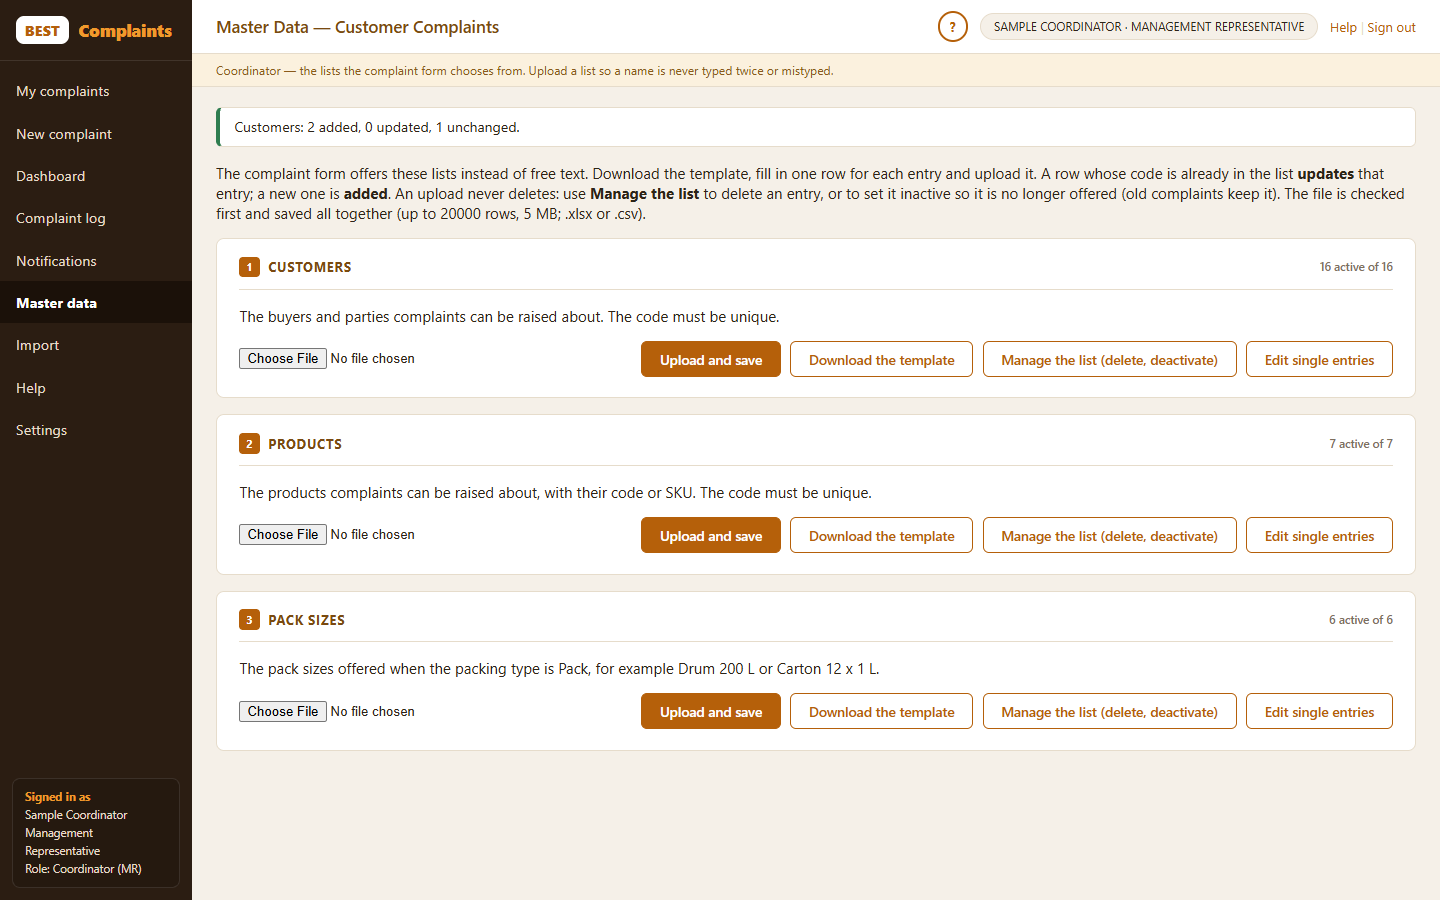 BEST Complaints
My complaints
New complaint
Dashboard
Complaint log
Notifications
Master data
Import
Help
Settings
Signed in as
Sample Coordinator
Management
Representative
Role: Coordinator (MR)
Master Data — Customer Complaints
?
SAMPLE COORDINATOR · MANAGEMENT REPRESENTATIVE
Help | Sign out
Coordinator — the lists the complaint form chooses from. Upload a list so a name is never typed twice or mistyped.
Customers: 2 added, 0 updated, 1 unchanged.
The complaint form offers these lists instead of free text. Download the template, fill in one row for each entry and upload it. A row whose code is already in the list updates that
entry; a new one is added. An upload never deletes: use Manage the list to delete an entry, or to set it inactive so it is no longer offered (old complaints keep it). The file is checked
first and saved all together (up to 20000 rows, 5 MB; .xlsx or .csv).
1 CUSTOMERS 16 active of 16
The buyers and parties complaints can be raised about. The code must be unique.
Choose File No file chosen Upload and save Download the template Manage the list (delete, deactivate) Edit single entries
2 PRODUCTS 7 active of 7
The products complaints can be raised about, with their code or SKU. The code must be unique.
Choose File No file chosen Upload and save Download the template Manage the list (delete, deactivate) Edit single entries
3 PACK SIZES 6 active of 6
The pack sizes offered when the packing type is Pack, for example Drum 200 L or Carton 12 x 1 L.
Choose File No file chosen Upload and save Download the template Manage the list (delete, deactivate) Edit single entries